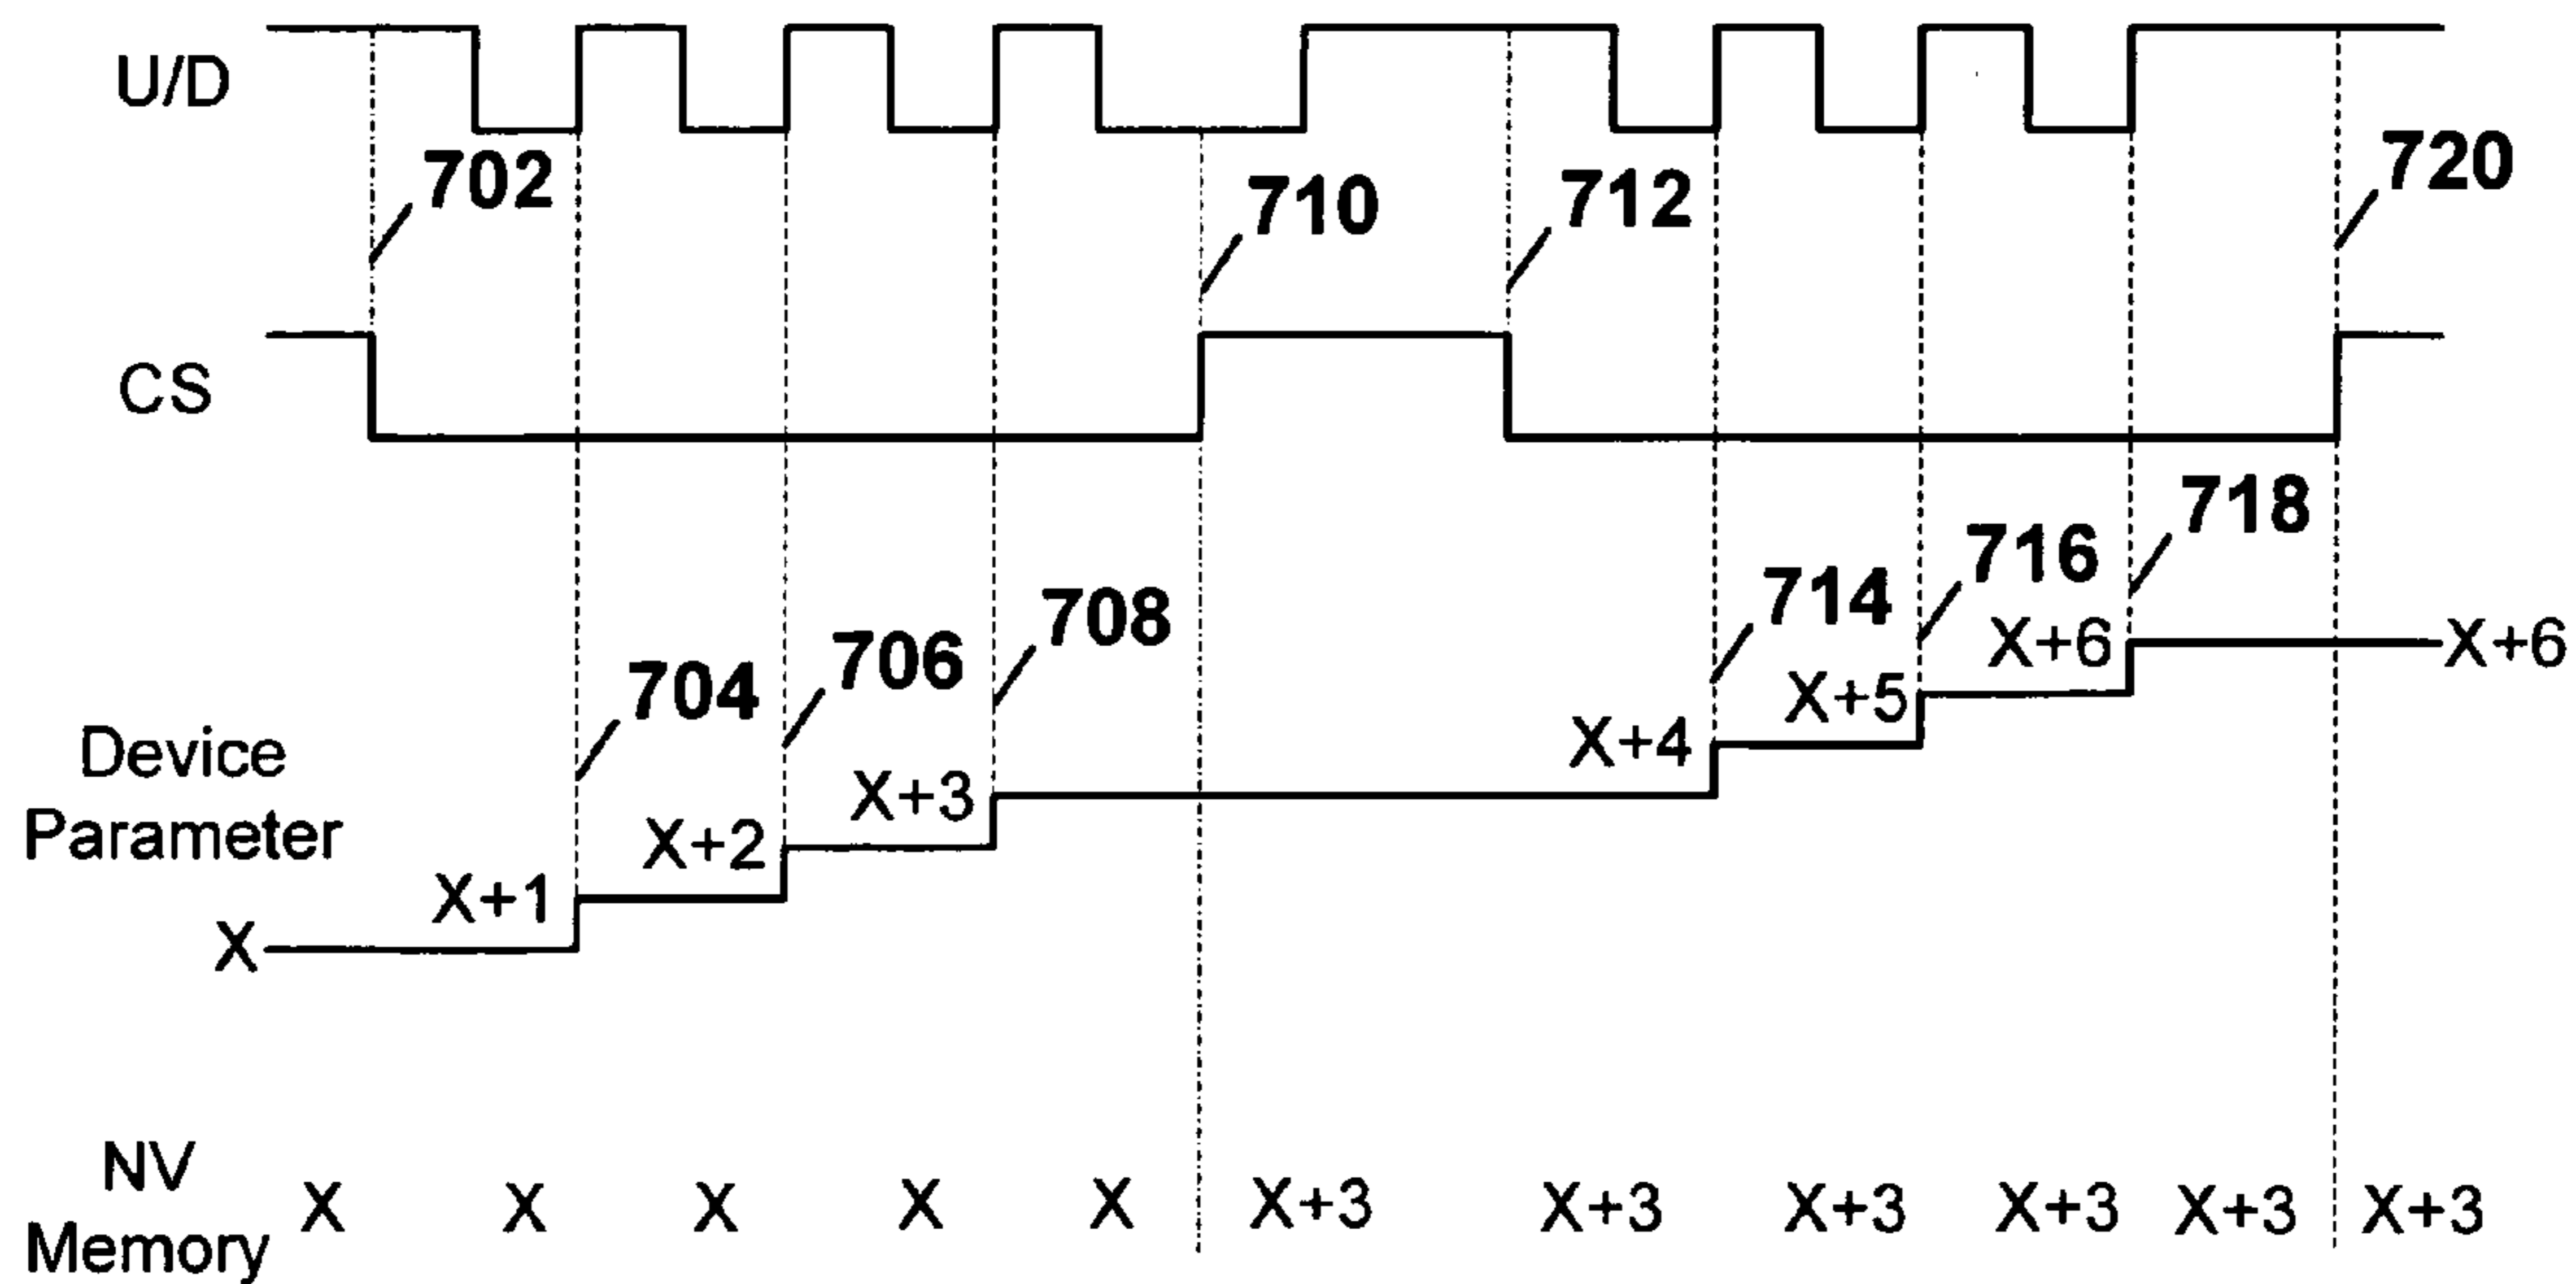 U/D
702
710
712
720
CS
704
706
708
714
716
718
Device
Parameter
X
X+1
X+2
X+3
X+4
X+5
X+6
X+6
NV
Memory
X X X X X X+3 X+3 X+3 X+3 X+3 X+3